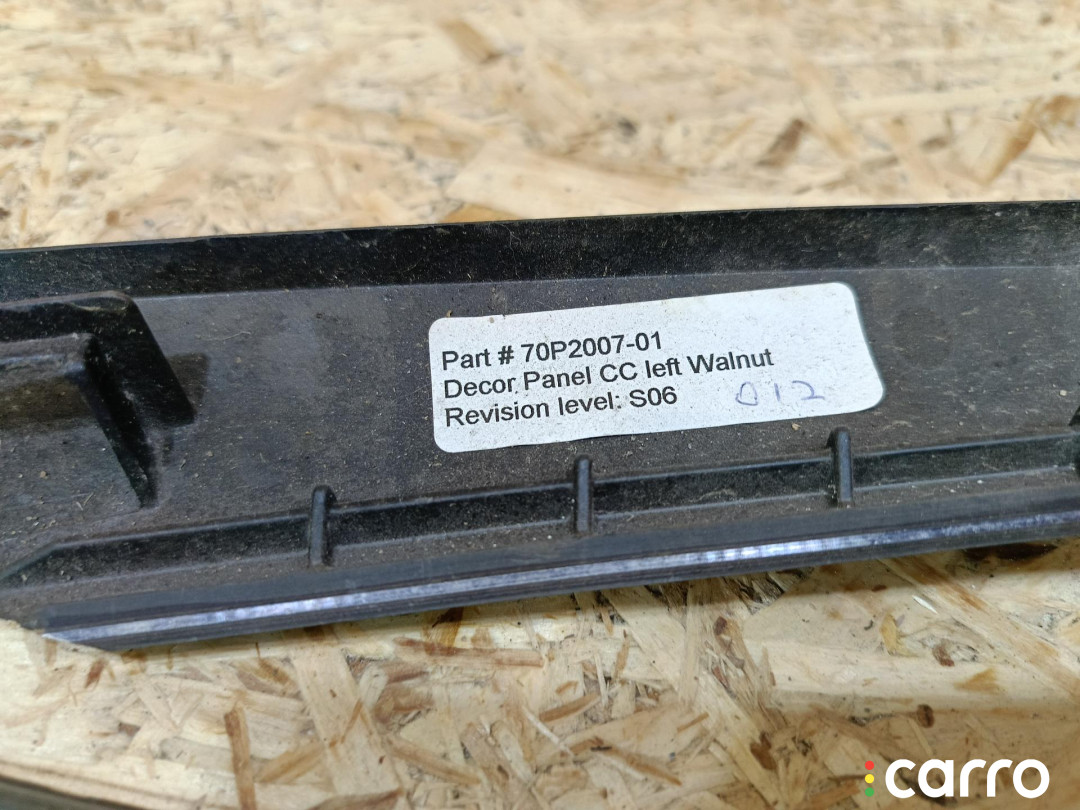 Part # 70P2007-01
Decor Panel CC left Walnut
Revision level: S06
012
carro